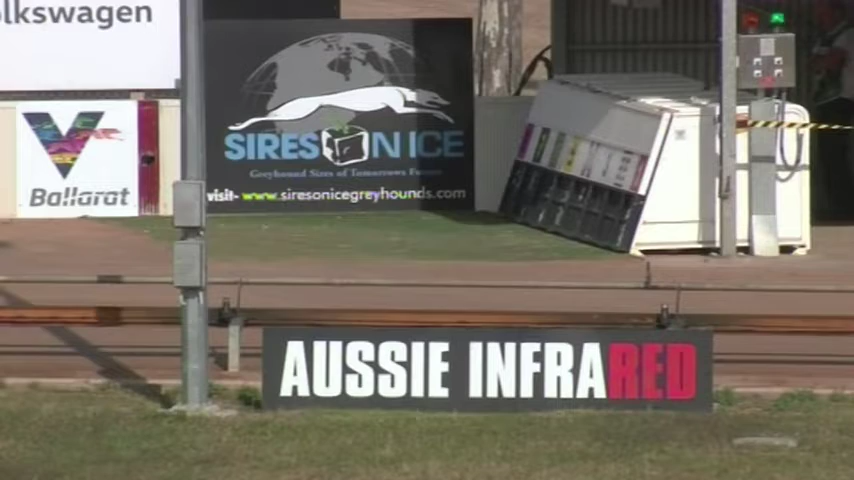 lkswagen
Ballarat
SIRES ON ICE
Greyhound Sires of Tomorrows Future
visit- www.siresonicegreyhounds.com
AUSSIE INFRARED